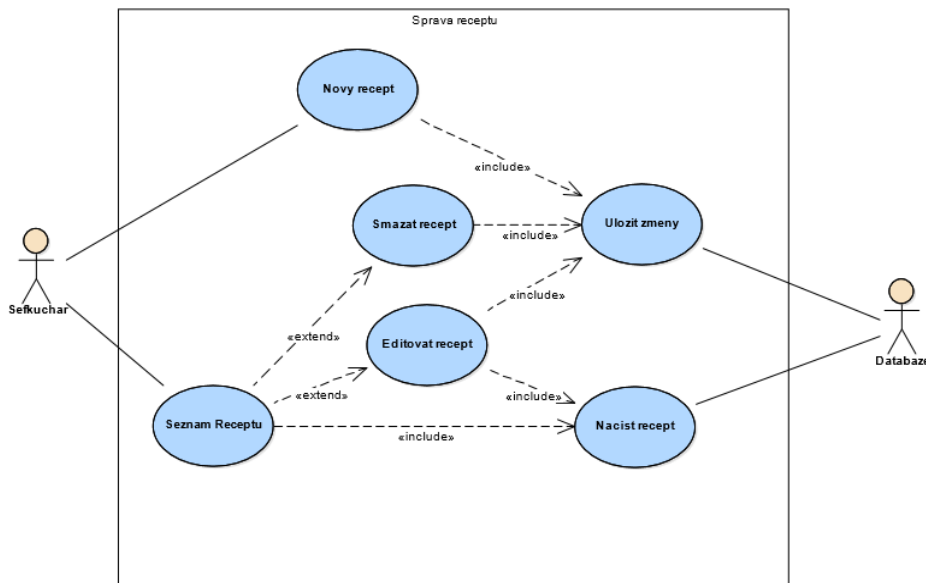 Sprava receptu
Novy recept
«include»
Smazat recept
«include»
Ulozit zmeny
Sefkuchar
«include»
«extend»
Editovat recept
Databaze
«extend»
«include»
Seznam Receptu
«include»
Nacist recept